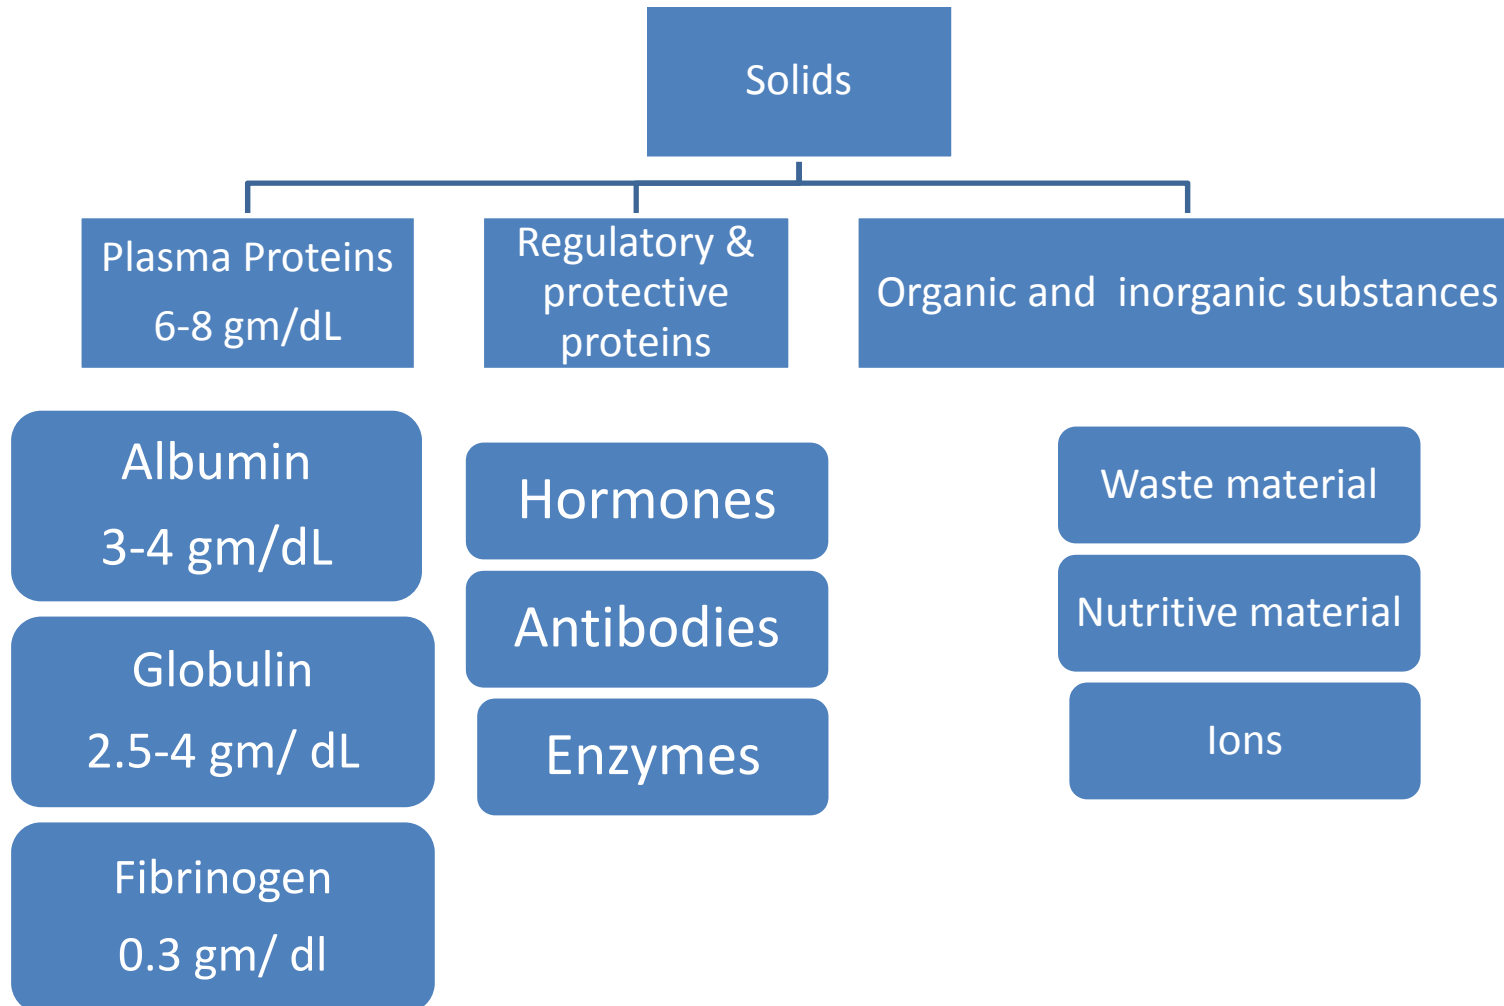 Solids
Plasma Proteins
6-8 gm/dL
Regulatory &
protective
proteins
Organic and  inorganic substances
Albumin
3-4 gm/dL
Globulin
2.5-4 gm/ dL
Fibrinogen
0.3 gm/ dl
Hormones
Antibodies
Enzymes
Waste material
Nutritive material
Ions